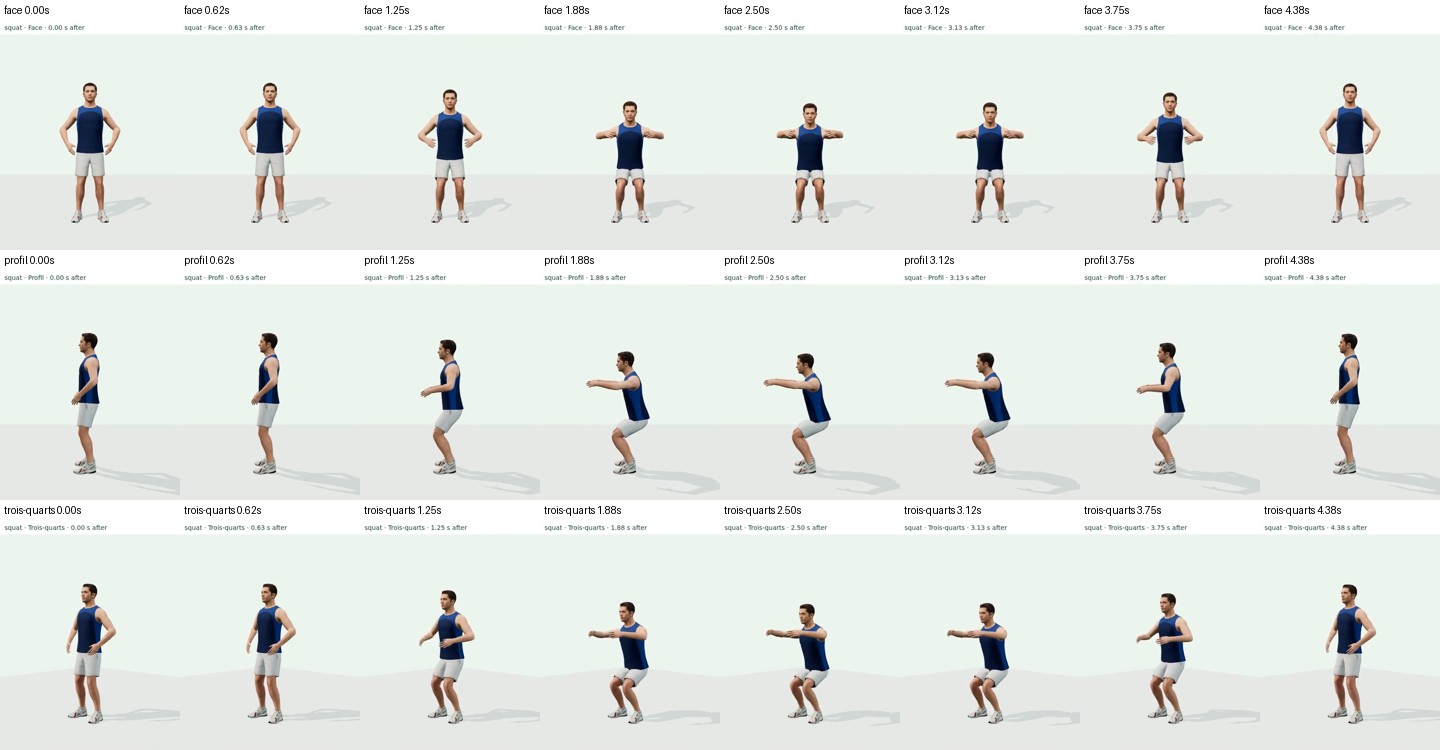 face 0.00s face 0.62s face 1.25s face 1.88s face 2.50s face 3.12s face 3.75s face 4.38s
squat - Face - 0.00 s after squat - Face - 0.63 s after squat - Face - 1.25 s after squat - Face - 1.88 s after squat - Face - 2.50 s after squat - Face - 3.13 s after squat - Face - 3.75 s after squat - Face - 4.38 s after
profil 0.00s profil 0.62s profil 1.25s profil 1.88s profil 2.50s profil 3.12s profil 3.75s profil 4.38s
squat - Profil - 0.00 s after squat - Profil - 0.63 s after squat - Profil - 1.25 s after squat - Profil - 1.88 s after squat - Profil - 2.50 s after squat - Profil - 3.13 s after squat - Profil - 3.75 s after squat - Profil - 4.38 s after
trois-quarts 0.00s trois-quarts 0.62s trois-quarts 1.25s trois-quarts 1.88s trois-quarts 2.50s trois-quarts 3.12s trois-quarts 3.75s trois-quarts 4.38s
squat - Trois-quarts - 0.00 s after squat - Trois-quarts - 0.63 s after squat - Trois-quarts - 1.25 s after squat - Trois-quarts - 1.88 s after squat - Trois-quarts - 2.50 s after squat - Trois-quarts - 3.13 s after squat - Trois-quarts - 3.75 s after squat - Trois-quarts - 4.38 s after